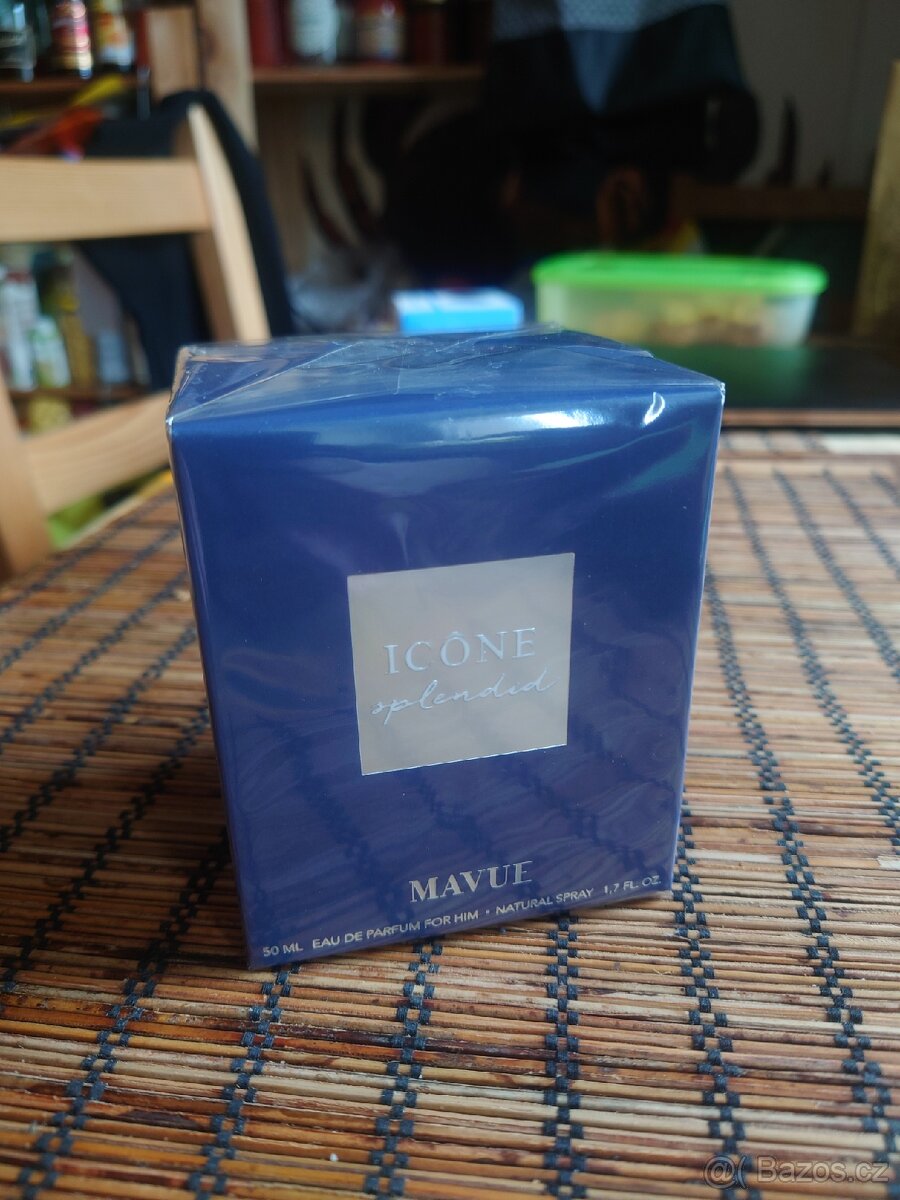 ICÔNE
splendid
MAVUE
50 ML EAU DE PARFUM FOR HIM • NATURAL SPRAY 1,7 FL. OZ
@( Bazos.cz